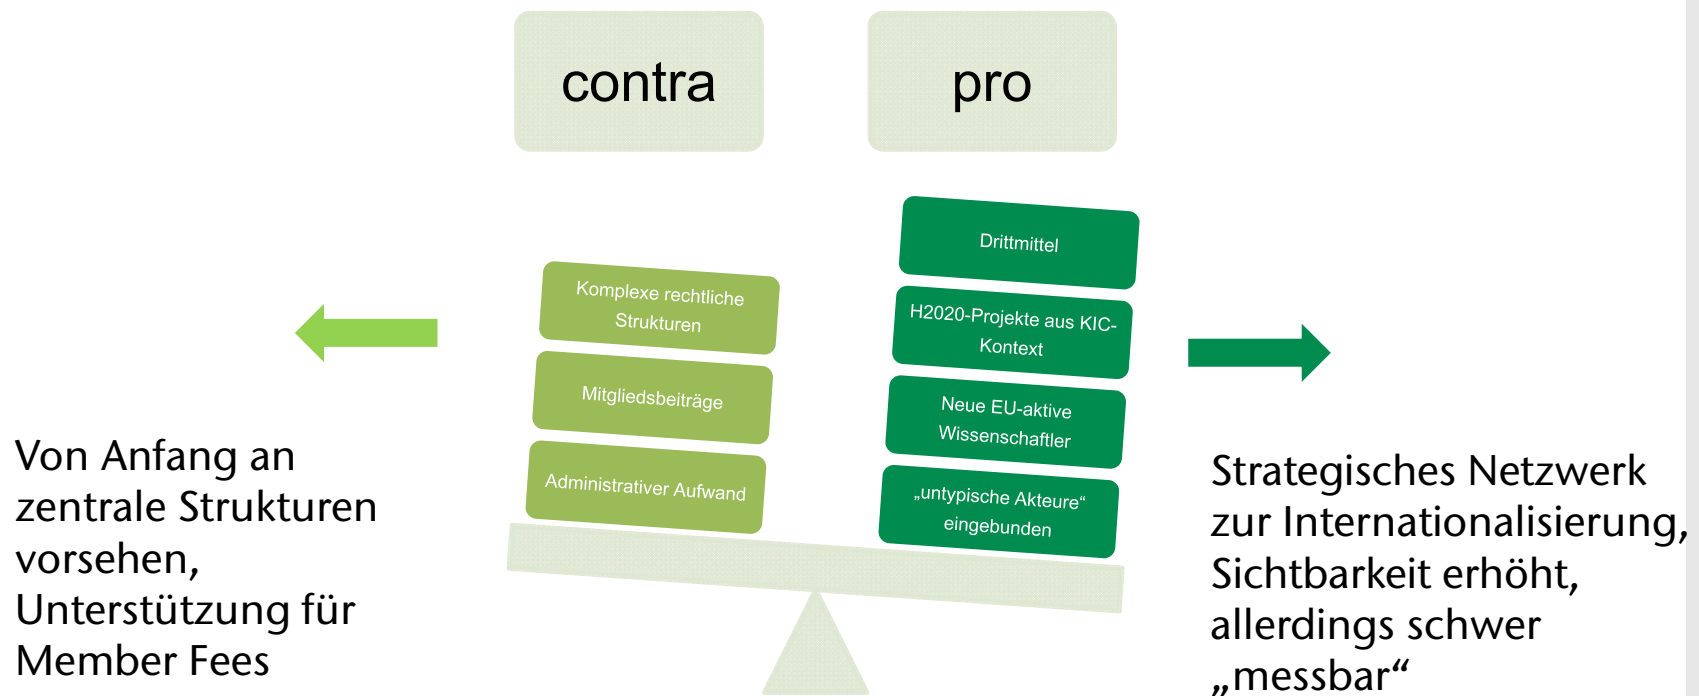 contra
pro
Komplexe rechtliche
Strukturen
Mitgliedsbeiträge
Administrativer Aufwand
Drittmittel
H2020-Projekte aus KIC-
Kontext
Neue EU-aktive
Wissenschaftler
„untypische Akteure“
eingebunden
Von Anfang an
zentrale Strukturen
vorsehen,
Unterstützung für
Member Fees
Strategisches Netzwerk
zur Internationalisierung,
Sichtbarkeit erhöht,
allerdings schwer
„messbar“